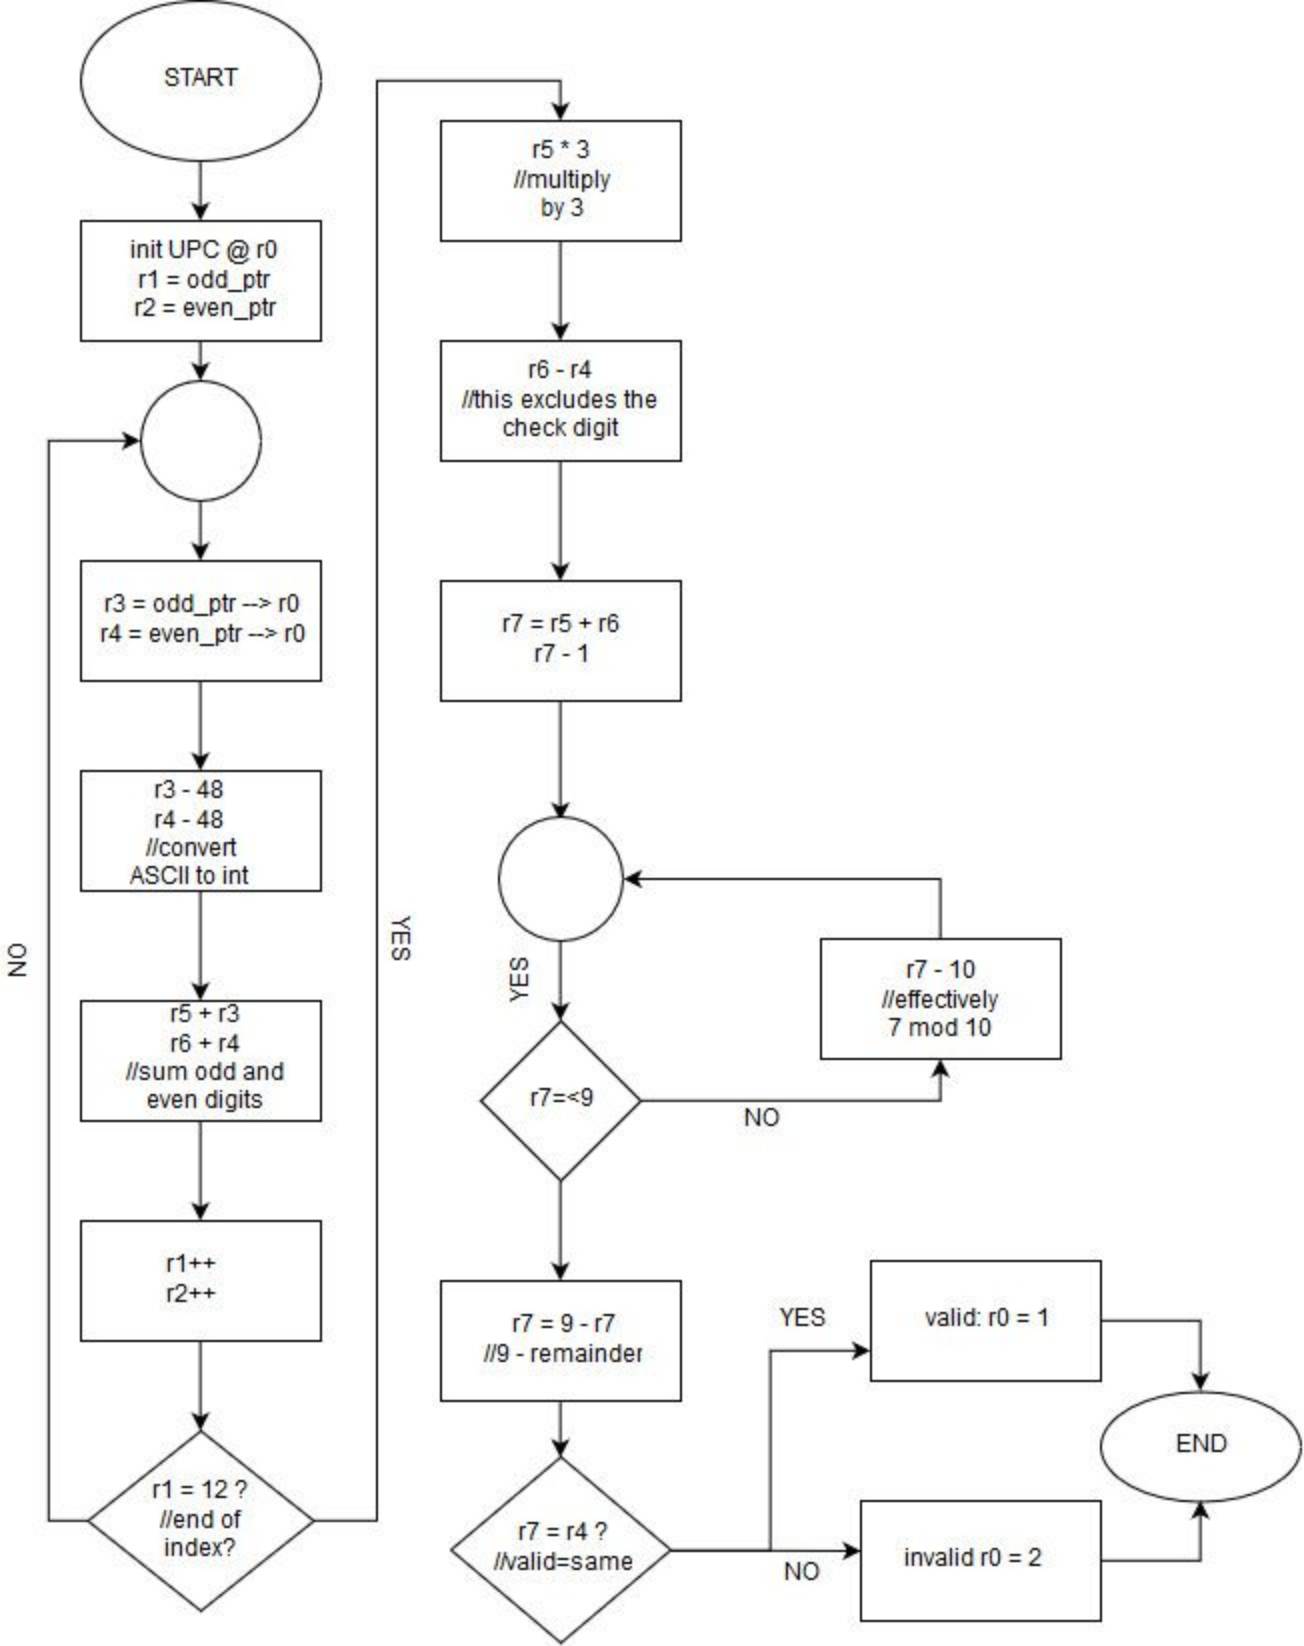 START
init UPC @ r0
r1 = odd_ptr
r2 = even_ptr
r3 = odd_ptr --> r0
r4 = even_ptr --> r0
r3 - 48
r4 - 48
//convert
ASCII to int
r5 + r3
r6 + r4
//sum odd and
even digits
r1++
r2++
r1 = 12 ?
//end of
index?
NO
YES
r5 * 3
//multiply
by 3
r6 - r4
//this excludes the
check digit
r7 = r5 + r6
r7 - 1
YES
r7=<9
NO
r7 - 10
//effectively
7 mod 10
r7 = 9 - r7
//9 - remainder
r7 = r4 ?
//valid=same
YES
NO
valid: r0 = 1
invalid r0 = 2
END